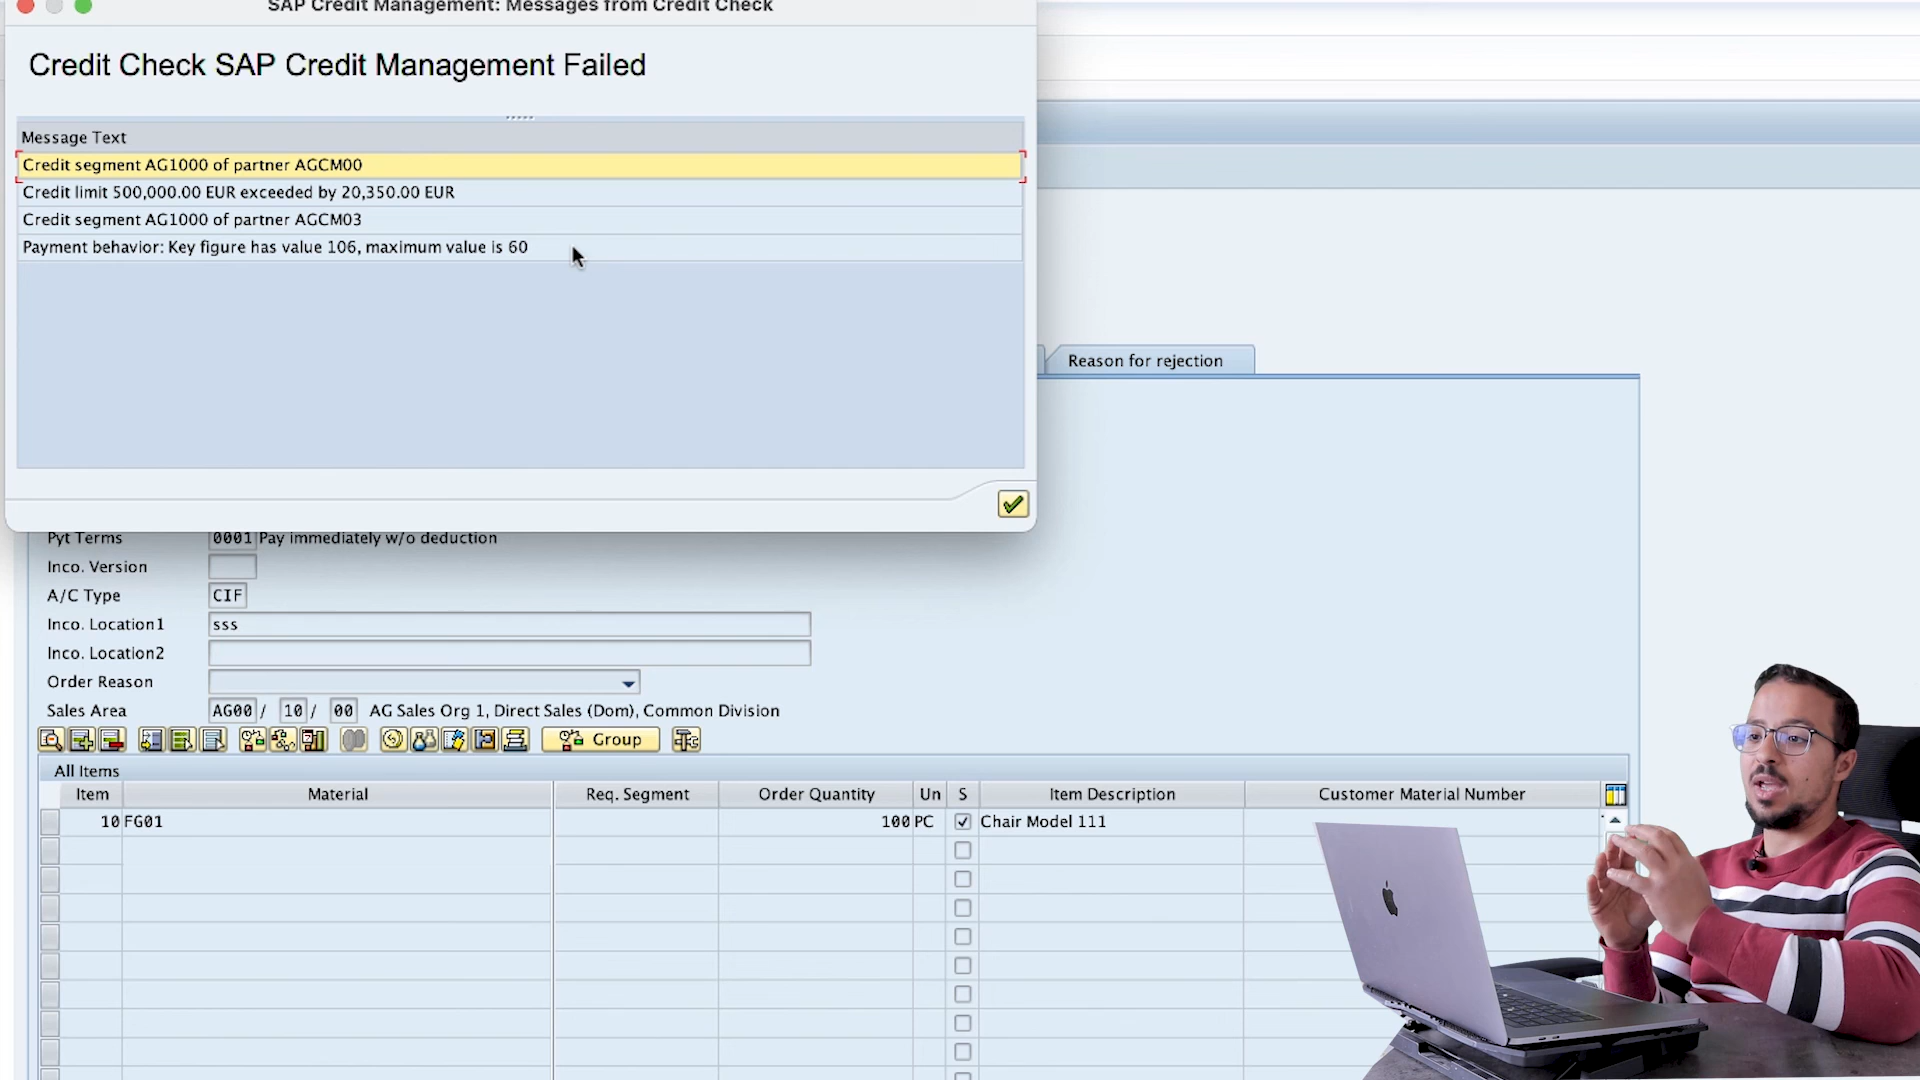 SAP Credit Management: Messages from Credit Check
Credit Check SAP Credit Management Failed
Message Text
Credit segment AG1000 of partner AGCM00
Credit limit 500,000.00 EUR exceeded by 20,350.00 EUR
Credit segment AG1000 of partner AGCM03
Payment behavior: Key figure has value 106, maximum value is 60
Reason for rejection
Pyt Terms 0001 Pay immediately w/o deduction
Inco. Version
A/C Type CIF
Inco. Location1 sss
Inco. Location2
Order Reason
Sales Area AG00 / 10 / 00 AG Sales Org 1, Direct Sales (Dom), Common Division
Group
All Items
Item Material Req. Segment Order Quantity Un S Item Description Customer Material Number
10 FG01 100 PC Chair Model 111